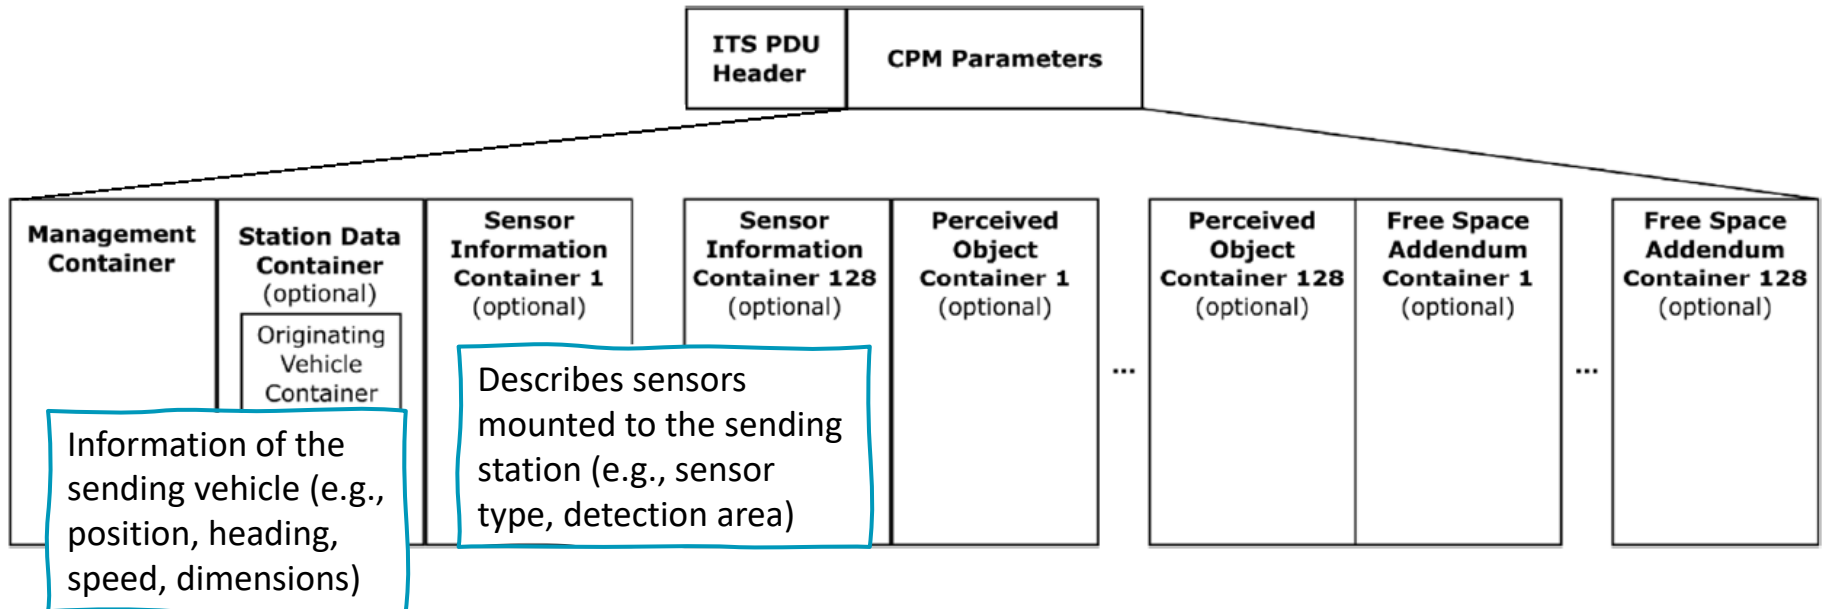 ITS PDU
Header
CPM Parameters
Management
Container
Station Data
Container
(optional)
Originating
Vehicle
Container
Sensor
Information
Container 1
(optional)
Sensor
Information
Container 128
(optional)
Perceived
Object
Container 1
(optional)
...
Perceived
Object
Container 128
(optional)
Free Space
Addendum
Container 1
(optional)
...
Free Space
Addendum
Container 128
(optional)
Information of the
sending vehicle (e.g.,
position, heading,
speed, dimensions)
Describes sensors
mounted to the sending
station (e.g., sensor
type, detection area)